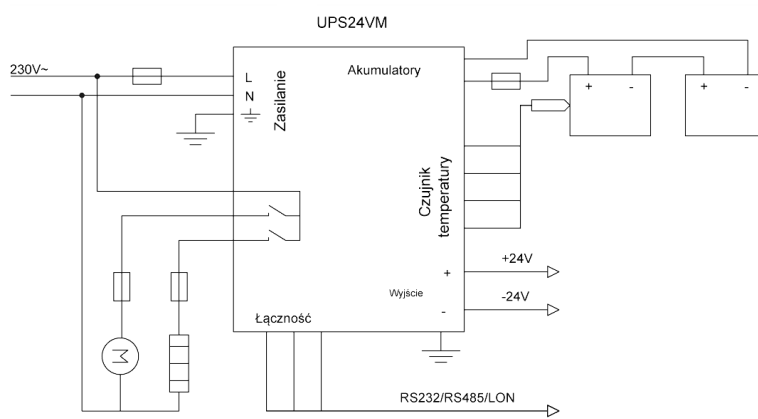 UPS24VM
230V~
L
N
Zasilanie
Akumulatory
+ -
+ -
Czujnik
temperatury
+
+24V
Wyjście
-
-24V
Łączność
M
RS232/RS485/LON